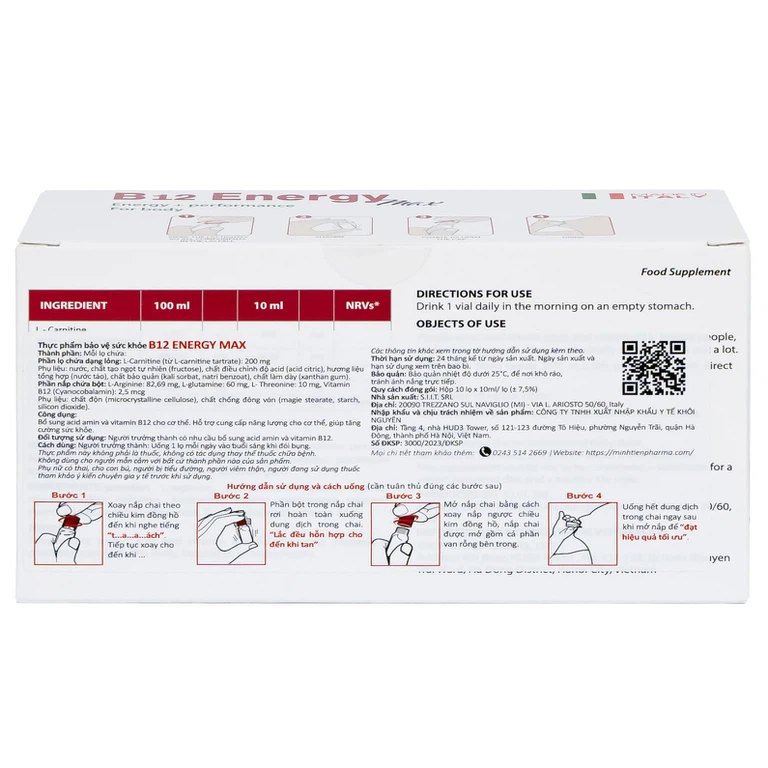 B12 Energy Max
Energy + performance
For body
ITALY
Food Supplement
INGREDIENT 100 ml 10 ml NRVs*
L-Carnitine
DIRECTIONS FOR USE
Drink 1 vial daily in the morning on an empty stomach.
OBJECTS OF USE
Thực phẩm bảo vệ sức khỏe B12 ENERGY MAX
Thành phần: Mỗi lọ chứa:
Phần lọ chứa dạng lỏng: L-Carnitine (từ L-carnitine tartrate): 200 mg
Phụ liệu: nước, chất tạo ngọt tự nhiên (fructose), chất điều chỉnh độ acid (acid citric), hương liệu
tổng hợp (nước táo), chất bảo quản (kali sorbat, natri benzoat), chất làm dày (xanthan gum).
Phần nắp chứa bột: L-Arginine: 82,69 mg, L-glutamine: 60 mg, L- Threonine: 10 mg, Vitamin
B12 (Cyanocobalamin): 2,5 mcg
Phụ liệu: chất độn (microcrystalline cellulose), chất chống đông vón (magie stearate, starch,
silicon dioxide).
Công dụng:
Bổ sung acid amin và vitamin B12 cho cơ thể. Hỗ trợ cung cấp năng lượng cho cơ thể, giúp tăng
cường sức khỏe.
Đối tượng sử dụng: Người trưởng thành có nhu cầu bổ sung acid amin và vitamin B12.
Cách dùng: Người trưởng thành: Uống 1 lọ mỗi ngày vào buổi sáng khi đói bụng.
Thực phẩm này không phải là thuốc, không có tác dụng thay thế thuốc chữa bệnh.
Không dùng cho người mẫn cảm với bất cứ thành phần nào của sản phẩm.
Phụ nữ có thai, cho con bú, người bị tiểu đường, người viêm thận, người đang sử dụng thuốc
tham khảo ý kiến chuyên gia y tế trước khi sử dụng.
Các thông tin khác xem trong tờ hướng dẫn sử dụng kèm theo.
Thời hạn sử dụng: 24 tháng kể từ ngày sản xuất. Ngày sản xuất và
hạn sử dụng xem trên bao bì.
Bảo quản: Bảo quản nhiệt độ dưới 25°C, để nơi khô ráo,
tránh ánh nắng trực tiếp.
Quy cách đóng gói: Hộp 10 lọ x 10ml/ lọ (± 7,5%)
Nhà sản xuất: S.I.I.T. SRL
Địa chỉ: 20090 TREZZANO SUL NAVIGLIO (MI) - VIA L. ARIOSTO 50/60, Italy
Nhập khẩu và chịu trách nhiệm về sản phẩm: CÔNG TY TNHH XUẤT NHẬP KHẨU Y TẾ KHÔI
NGUYÊN
Địa chỉ: Tầng 4, nhà HUD3 Tower, số 121-123 đường Tô Hiệu, phường Nguyễn Trãi, quận Hà
Đông, thành phố Hà Nội, Việt Nam.
Số ĐKSP: 3000/2023/ĐKSP
Mọi chi tiết tham khảo thêm: 0243 514 2669 |Website: https://minhtienpharma.com/
a lot.
for a
0/60,
Hướng dẫn sử dụng và cách uống (cần tuân thủ đúng các bước sau)
Bước 1
Xoay nắp chai theo
chiều kim đồng hồ
đến khi nghe tiếng
"t...a...a...ách".
Tiếp tục xoay cho
đến khi ...
Bước 2
Phần bột trong nắp chai
rơi hoàn toàn xuống
dung dịch trong chai.
"Lắc đều hỗn hợp cho
đến khi tan"
Bước 3
Mở nắp chai bằng cách
xoay nắp ngược chiều
kim đồng hồ, nắp chai
được mở gồm cả phần
van rỗng bên trong.
Bước 4
Uống hết dung dịch
trong chai ngay sau
khi mở nắp để "đạt
hiệu quả tối ưu".